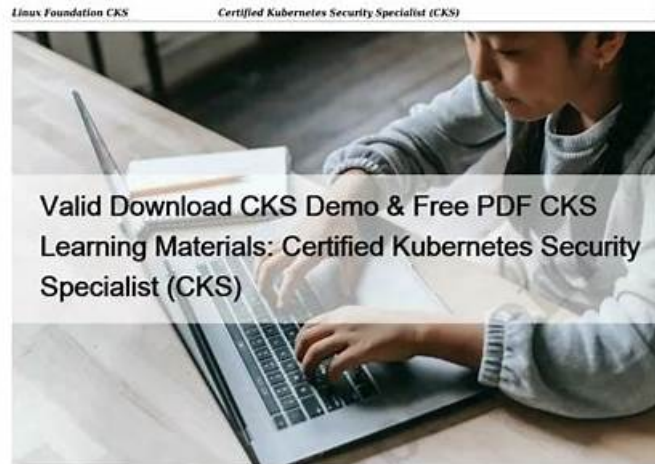 Linux Foundation CKS Certified Kubernetes Security Specialist (CKS)
Valid Download CKS Demo & Free PDF CKS
Learning Materials: Certified Kubernetes Security
Specialist (CKS)